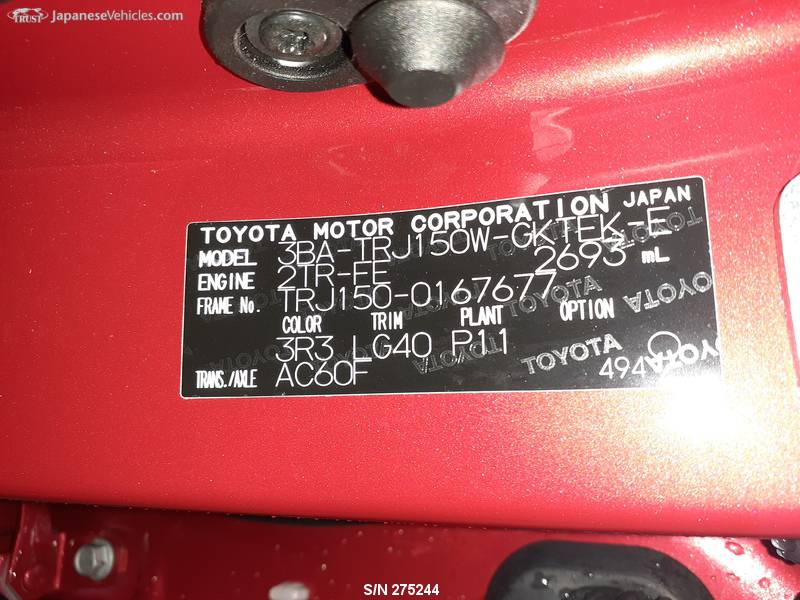 TRUST JapaneseVehicles.com
TOYOTA MOTOR CORPORATION JAPAN
MODEL 3BA-TRJ150W-GKTEK-E
ENGINE 2TR-FE 2693 mL
FRAME No. TRJ150-0167677
COLOR TRIM PLANT OPTION
3R3 LG40 P11
TRANS./AXLE AC60F 494
TOYOTA
S/N 275244